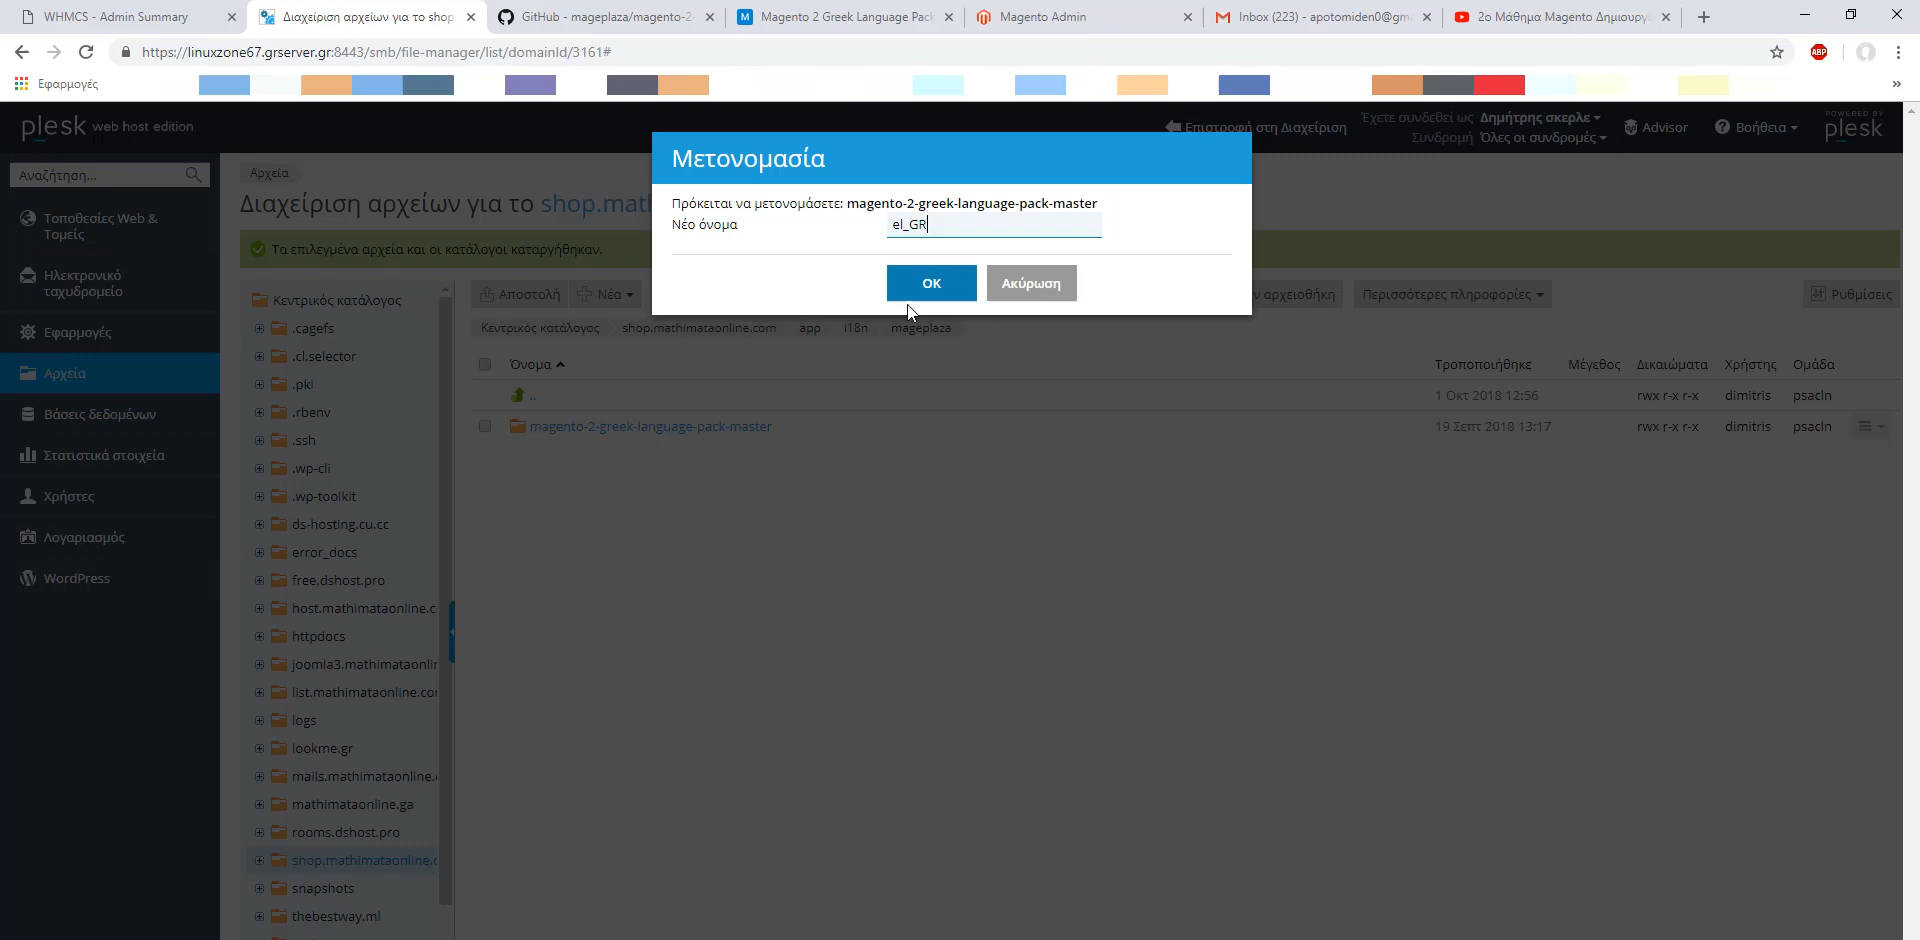 WHMCS - Admin Summary
Διαχείριση αρχείων για το shop.
GitHub - mageplaza/magento-2-
Magento 2 Greek Language Pack
Magento Admin
Inbox (223) - apotomiden0@gm
2ο Μάθημα Magento Δημιουργ
https://linuxzone67.grserver.gr:8443/smb/file-manager/list/domainId/3161#
ABP
Εφαρμογές
»
plesk web host edition
Επιστροφή στη Διαχείριση
Έχετε συνδεθεί ως Δημήτρης σκερλε
Συνδρομή Όλες οι συνδρομές
Advisor
Βοήθεια
POWERED BY
plesk
Αναζήτηση...
Τοποθεσίες Web &
Τομείς
Ηλεκτρονικό
ταχυδρομείο
Εφαρμογές
Αρχεία
Βάσεις δεδομένων
Στατιστικά στοιχεία
Χρήστες
Λογαριασμός
WordPress
Αρχεία
Διαχείριση αρχείων για το shop.mat
Τα επιλεγμένα αρχεία και οι κατάλογοι καταργήθηκαν.
Μετονομασία
Πρόκειται να μετονομάσετε: magento-2-greek-language-pack-master
Νέο όνομα
el_GR
OK
Ακύρωση
Κεντρικός κατάλογος
.cagefs
.cl.selector
.pki
.rbenv
.ssh
.wp-cli
.wp-toolkit
ds-hosting.cu.cc
error_docs
free.dshost.pro
host.mathimataonline.c
httpdocs
joomla3.mathimataonli
list.mathimataonline.co
logs
lookme.gr
mails.mathimataonline.
mathimataonline.ga
rooms.dshost.pro
shop.mathimataonline.c
snapshots
thebestway.ml
Αποστολή
Νέα
ν αρχειοθήκη
Περισσότερες πληροφορίες
Ρυθμίσεις
Κεντρικός κατάλογος
shop.mathimataonline.com
app
i18n
mageplaza
Όνομα
Τροποποιήθηκε
Μέγεθος
Δικαιώματα
Χρήστης
Ομάδα
..
1 Οκτ 2018 12:56
rwx r-x r-x
dimitris
psacln
magento-2-greek-language-pack-master
19 Σεπτ 2018 13:17
rwx r-x r-x
dimitris
psacln